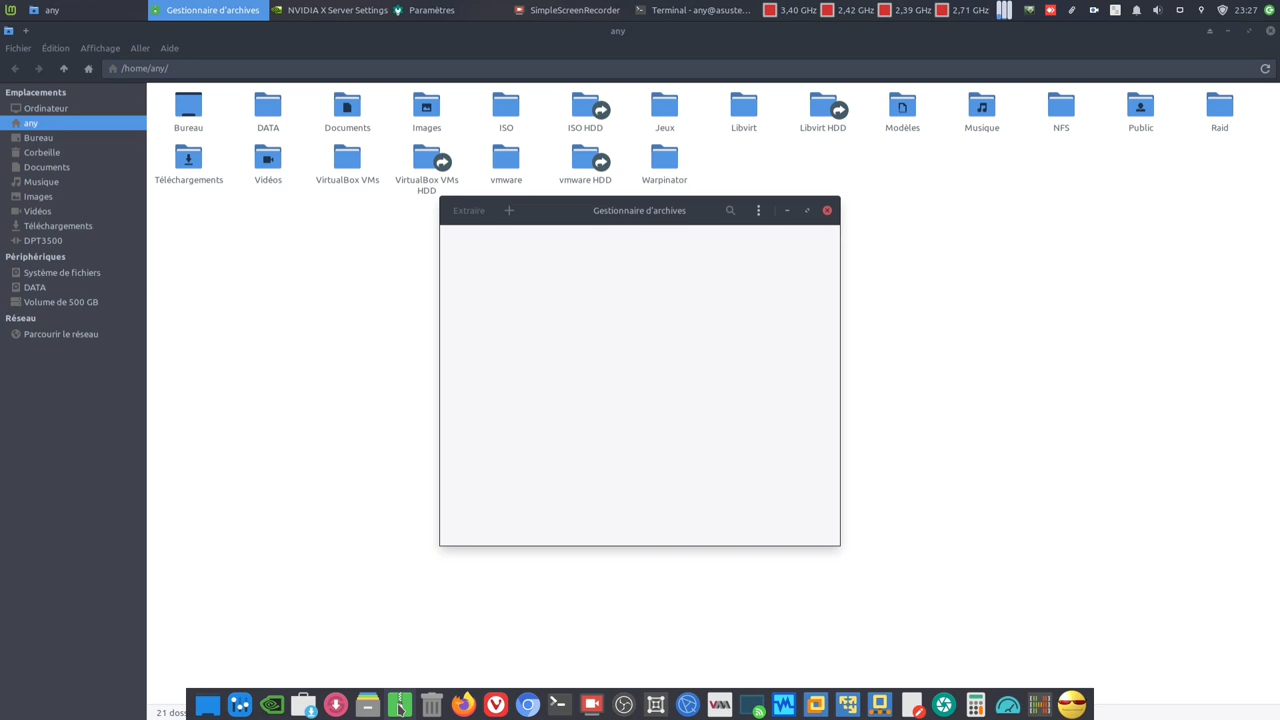 any
Gestionnaire d'archives
NVIDIA X Server Settings
Paramètres
SimpleScreenRecorder
Terminal - any@asuste...
3,40 GHz
2,42 GHz
2,39 GHz
2,71 GHz
23:27
any
Fichier
Édition
Affichage
Aller
Aide
/home/any/
Emplacements
Ordinateur
any
Bureau
Corbeille
Documents
Musique
Images
Vidéos
Téléchargements
DPT3500
Périphériques
Système de fichiers
DATA
Volume de 500 GB
Réseau
Parcourir le réseau
Bureau
DATA
Documents
Images
ISO
ISO HDD
Jeux
Libvirt
Libvirt HDD
Modèles
Musique
NFS
Public
Raid
Téléchargements
Vidéos
VirtualBox VMs
VirtualBox VMs
HDD
vmware
vmware HDD
Warpinator
Extraire
Gestionnaire d'archives